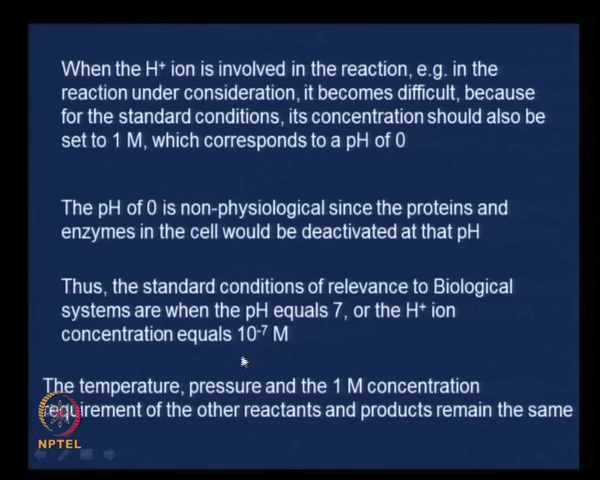 When the H⁺ ion is involved in the reaction, e.g. in the
reaction under consideration, it becomes difficult, because
for the standard conditions, its concentration should also be
set to 1 M, which corresponds to a pH of 0
The pH of 0 is non-physiological since the proteins and
enzymes in the cell would be deactivated at that pH
Thus, the standard conditions of relevance to Biological
systems are when the pH equals 7, or the H⁺ ion
concentration equals 10⁻⁷ M
The temperature, pressure and the 1 M concentration
requirement of the other reactants and products remain the same
NPTEL